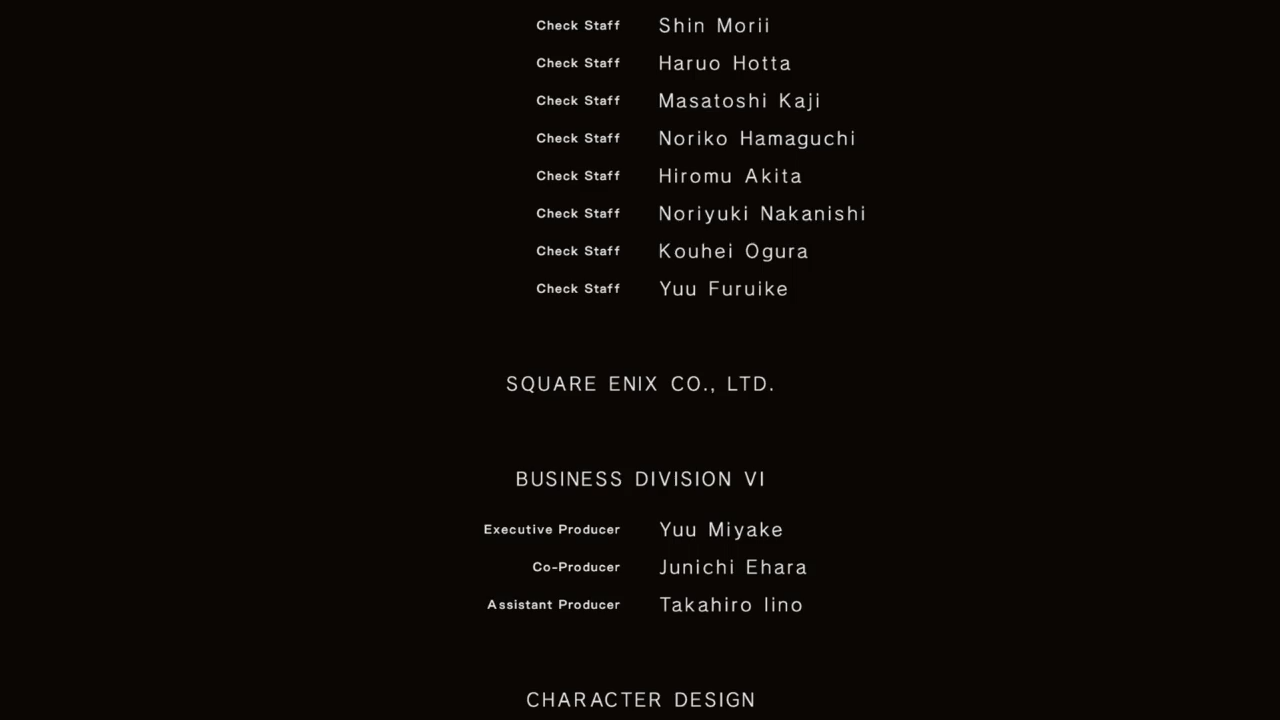 Check Staff Shin Morii
Check Staff Haruo Hotta
Check Staff Masatoshi Kaji
Check Staff Noriko Hamaguchi
Check Staff Hiromu Akita
Check Staff Noriyuki Nakanishi
Check Staff Kouhei Ogura
Check Staff Yuu Furuike
SQUARE ENIX CO., LTD.
BUSINESS DIVISION VI
Executive Producer Yuu Miyake
Co-Producer Junichi Ehara
Assistant Producer Takahiro Iino
CHARACTER DESIGN